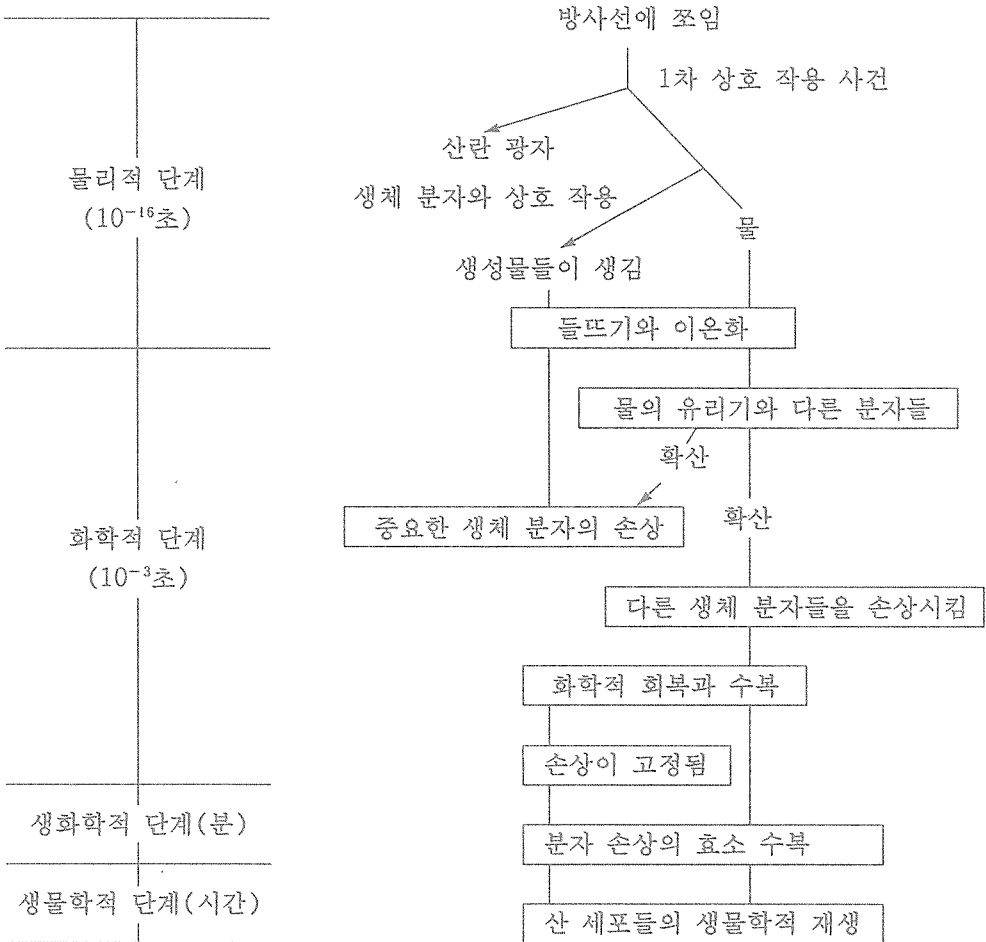 방사선에 쪼임
1차 상호 작용 사건
산란 광자
물리적 단계
(10⁻¹⁶초)
생체 분자와 상호 작용
물
생성물들이 생김
들뜨기와 이온화
물의 유리기와 다른 분자들
확산
중요한 생체 분자의 손상
확산
화학적 단계
(10⁻³초)
다른 생체 분자들을 손상시킴
화학적 회복과 수복
손상이 고정됨
생화학적 단계(분)
분자 손상의 효소 수복
생물학적 단계(시간)
산 세포들의 생물학적 재생